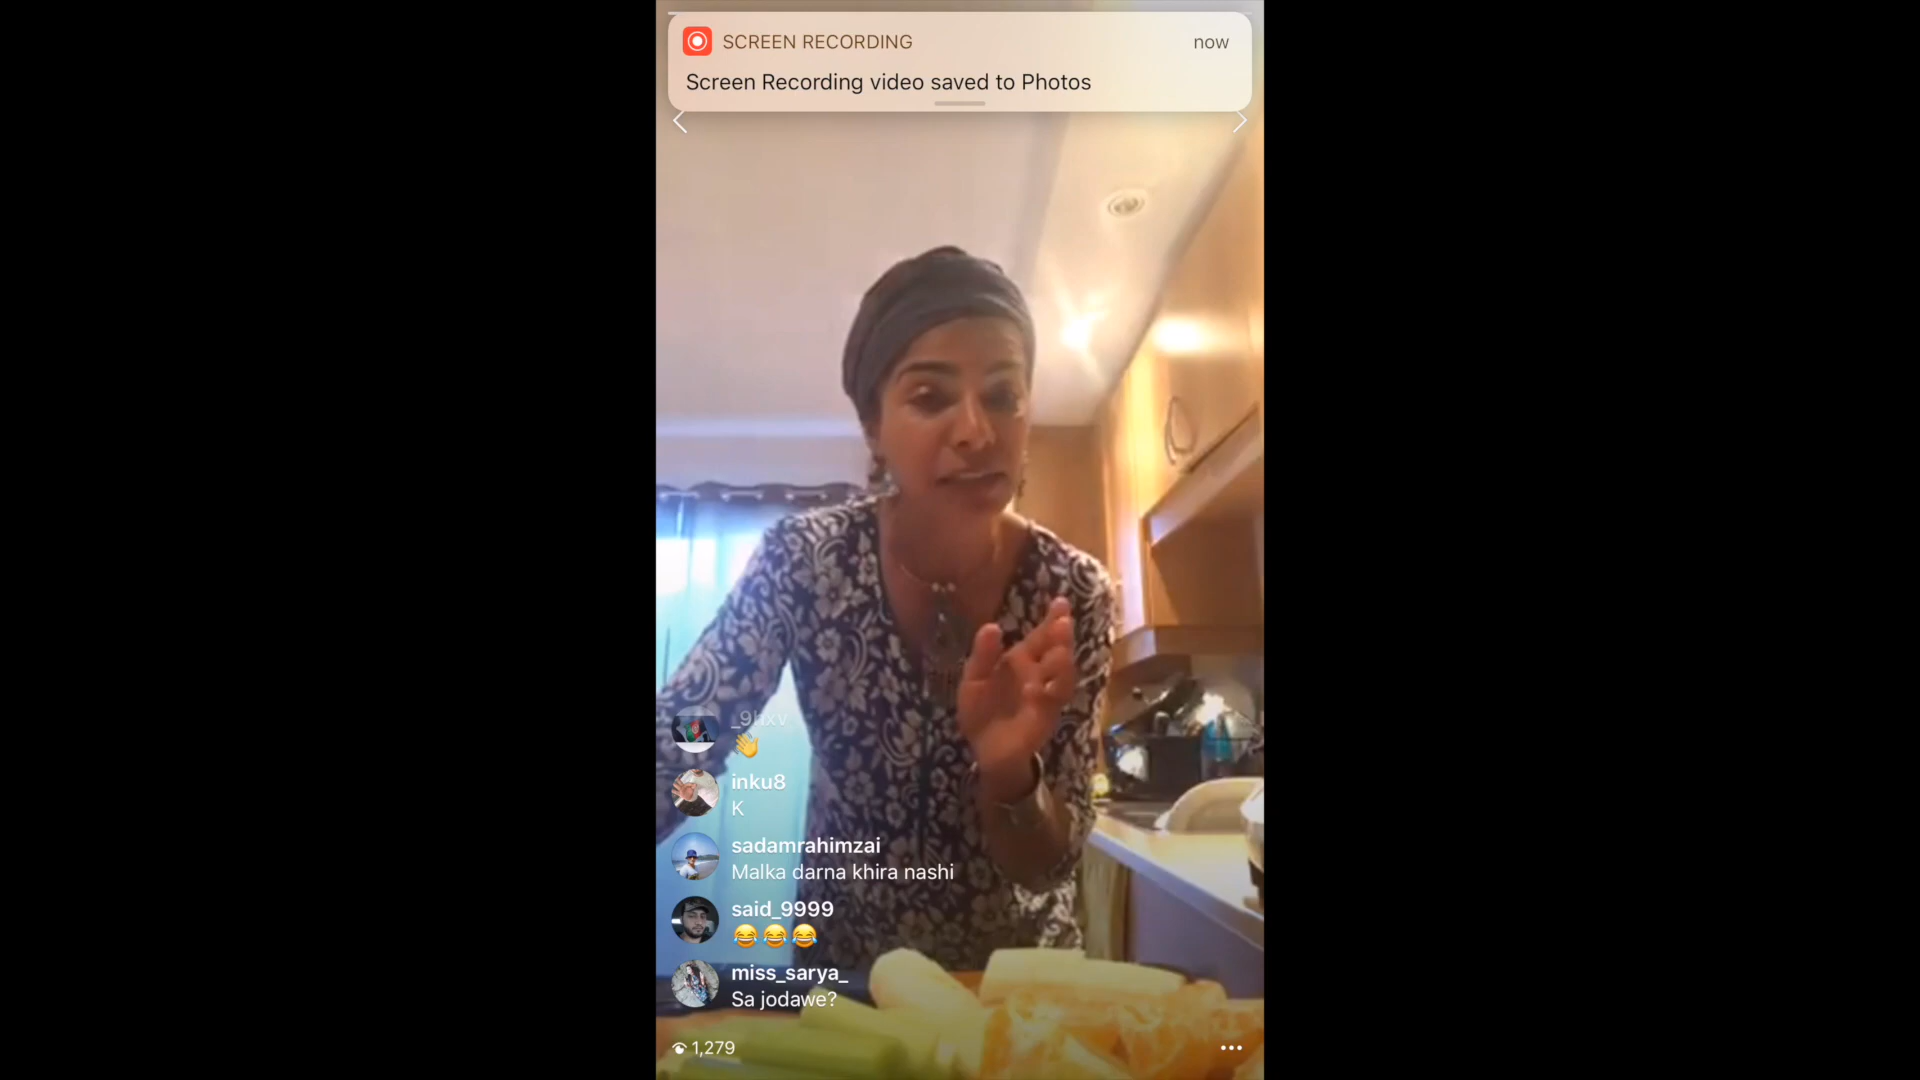 SCREEN RECORDING
now
Screen Recording video saved to Photos
_9hxv
👋
inku8
K
sadamrahimzai
Malka darna khira nashi
said_9999
😂😂😂
miss_sarya_
Sa jodawe?
1,279